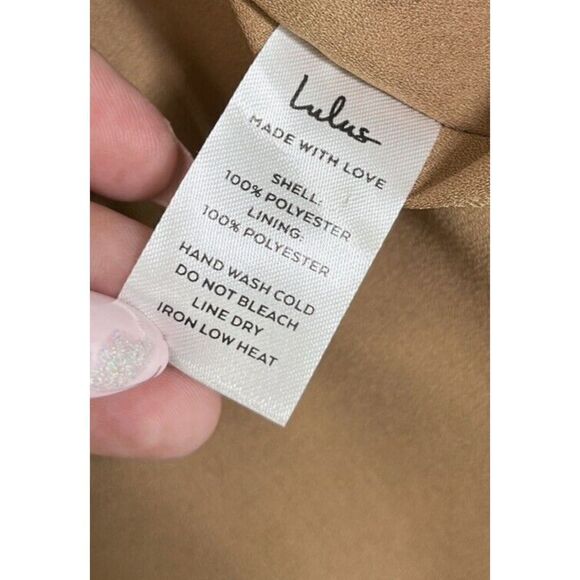 Lulus
MADE WITH LOVE
SHELL:
100% POLYESTER
LINING:
100% POLYESTER
HAND WASH COLD
DO NOT BLEACH
LINE DRY
IRON LOW HEAT